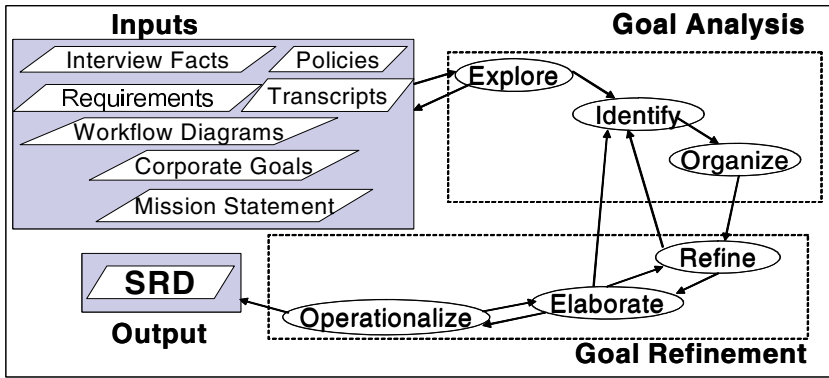 Inputs
Goal Analysis
Interview Facts
Policies
Explore
Requirements
Transcripts
Identify
Workflow Diagrams
Organize
Corporate Goals
Mission Statement
Refine
SRD
Elaborate
Operationalize
Output
Goal Refinement